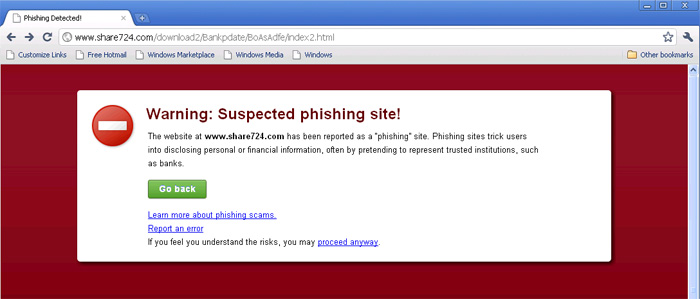 Phishing Detected!
www.share724.com/download2/Bankpdate/BoAsAdfe/index2.html
Customize Links Free Hotmail Windows Marketplace Windows Media Windows Other bookmarks
Warning: Suspected phishing site!
The website at www.share724.com has been reported as a "phishing" site. Phishing sites trick users
into disclosing personal or financial information, often by pretending to represent trusted institutions, such
as banks.
Go back
Learn more about phishing scams.
Report an error
If you feel you understand the risks, you may proceed anyway.